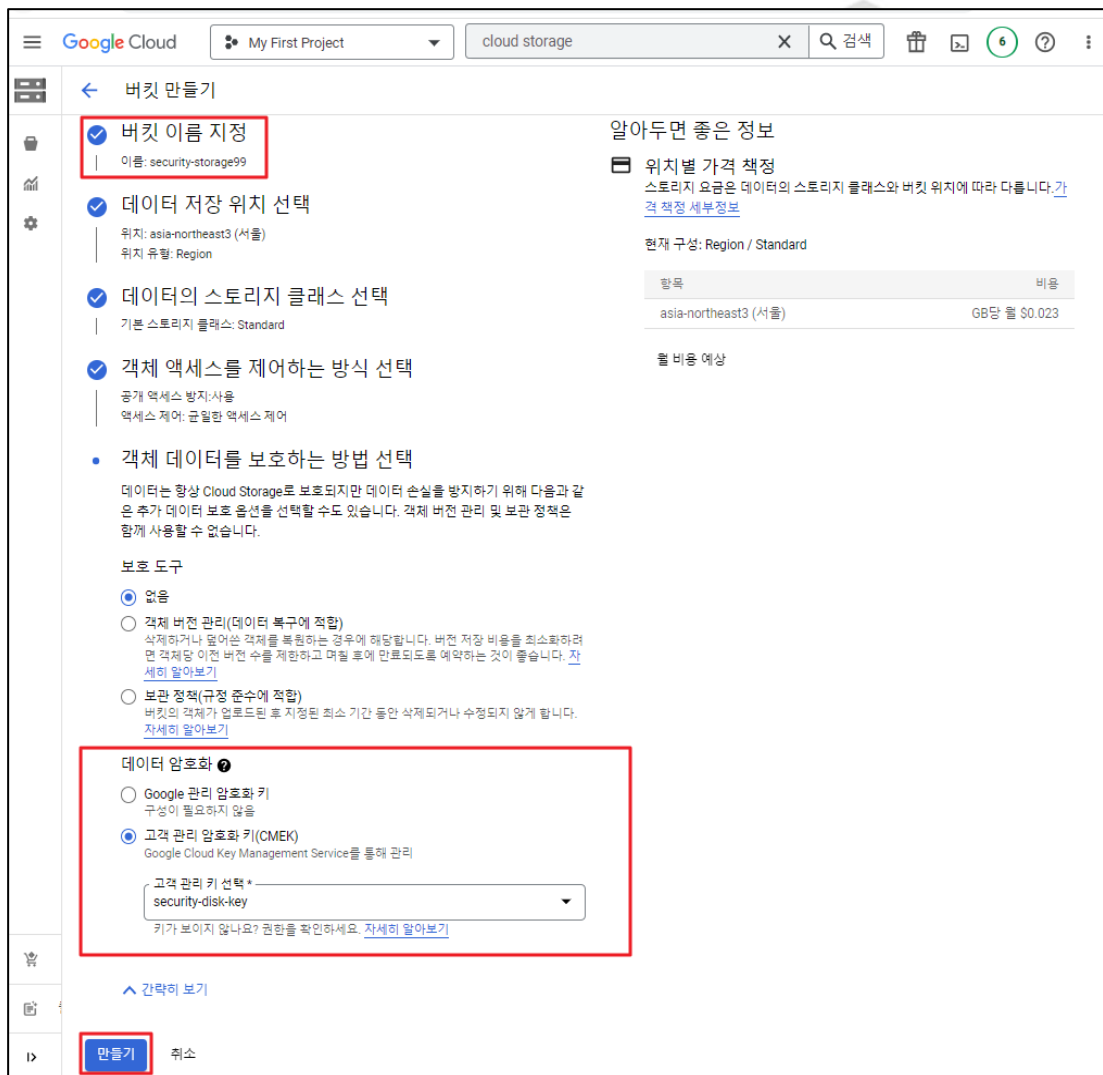 Google Cloud
My First Project
cloud storage
검색
6
버킷 만들기
버킷 이름 지정
이름: security-storage99
데이터 저장 위치 선택
위치: asia-northeast3 (서울)
위치 유형: Region
데이터의 스토리지 클래스 선택
기본 스토리지 클래스: Standard
객체 액세스를 제어하는 방식 선택
공개 액세스 방지:사용
액세스 제어: 균일한 액세스 제어
객체 데이터를 보호하는 방법 선택
데이터는 항상 Cloud Storage로 보호되지만 데이터 손실을 방지하기 위해 다음과 같
은 추가 데이터 보호 옵션을 선택할 수도 있습니다. 객체 버전 관리 및 보관 정책은
함께 사용할 수 없습니다.
보호 도구
없음
객체 버전 관리(데이터 복구에 적합)
삭제하거나 덮어쓴 객체를 복원하는 경우에 해당합니다. 버전 저장 비용을 최소화하려
면 객체당 이전 버전 수를 제한하고 며칠 후에 만료되도록 예약하는 것이 좋습니다. 자
세히 알아보기
보관 정책(규정 준수에 적합)
버킷의 객체가 업로드된 후 지정된 최소 기간 동안 삭제되거나 수정되지 않게 합니다.
자세히 알아보기
데이터 암호화
Google 관리 암호화 키
구성이 필요하지 않음
고객 관리 암호화 키(CMEK)
Google Cloud Key Management Service를 통해 관리
고객 관리 키 선택 *
security-disk-key
키가 보이지 않나요? 권한을 확인하세요. 자세히 알아보기
간략히 보기
만들기
취소
알아두면 좋은 정보
위치별 가격 책정
스토리지 요금은 데이터의 스토리지 클래스와 버킷 위치에 따라 다릅니다.가
격 책정 세부정보
현재 구성: Region / Standard
항목 비용
asia-northeast3 (서울) GB당 월 $0.023
월 비용 예상